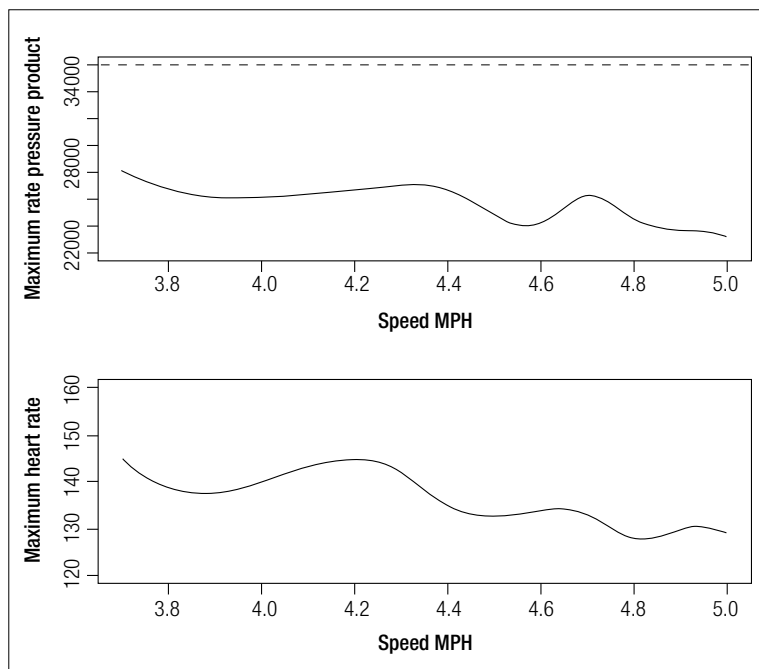 Maximum rate pressure product
34000
28000
22000
3.8 4.0 4.2 4.4 4.6 4.8 5.0
Speed MPH
Maximum heart rate
160
150
140
130
120
3.8 4.0 4.2 4.4 4.6 4.8 5.0
Speed MPH